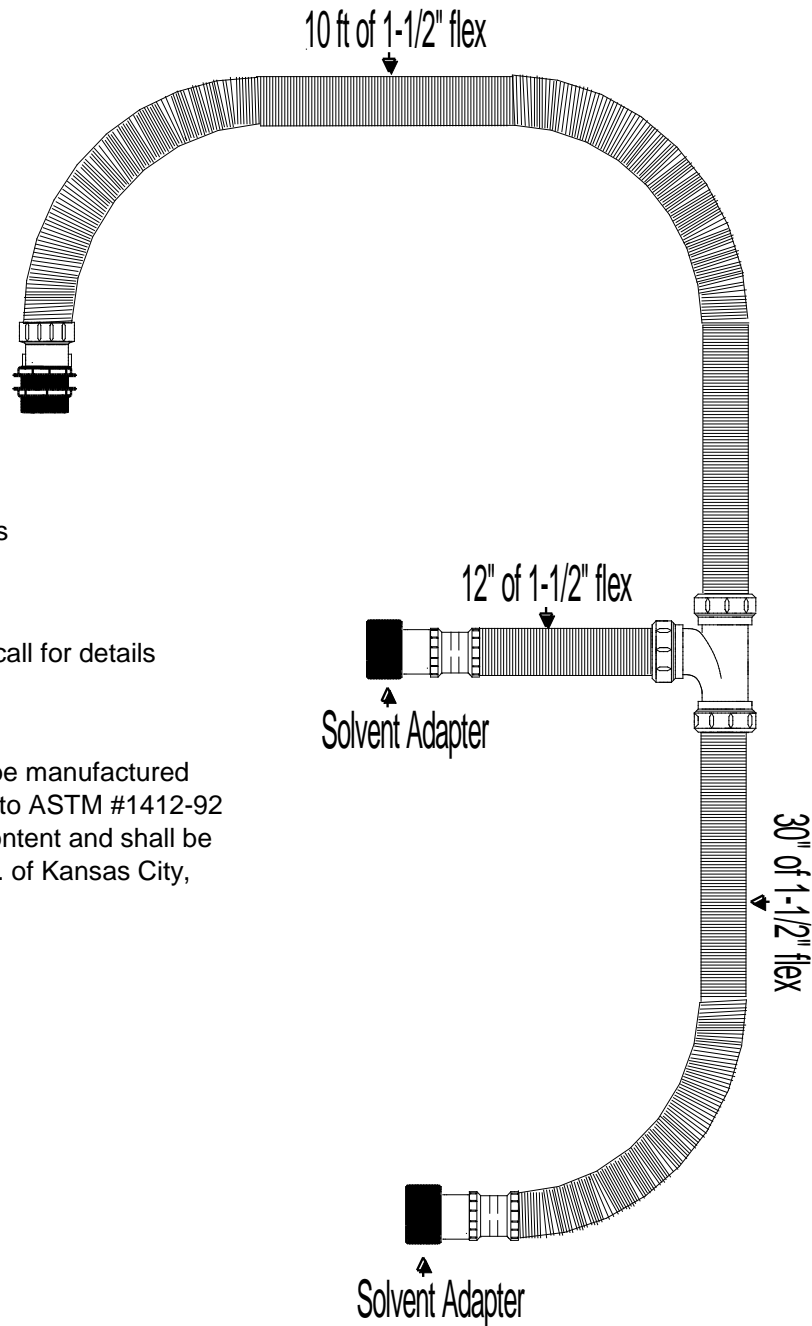 10 ft of 1-1/2" flex
s
12" of 1-1/2" flex
call for details
Solvent Adapter
be manufactured
to ASTM #1412-92
ontent and shall be
. of Kansas City,
30" of 1-1/2" flex
Solvent Adapter